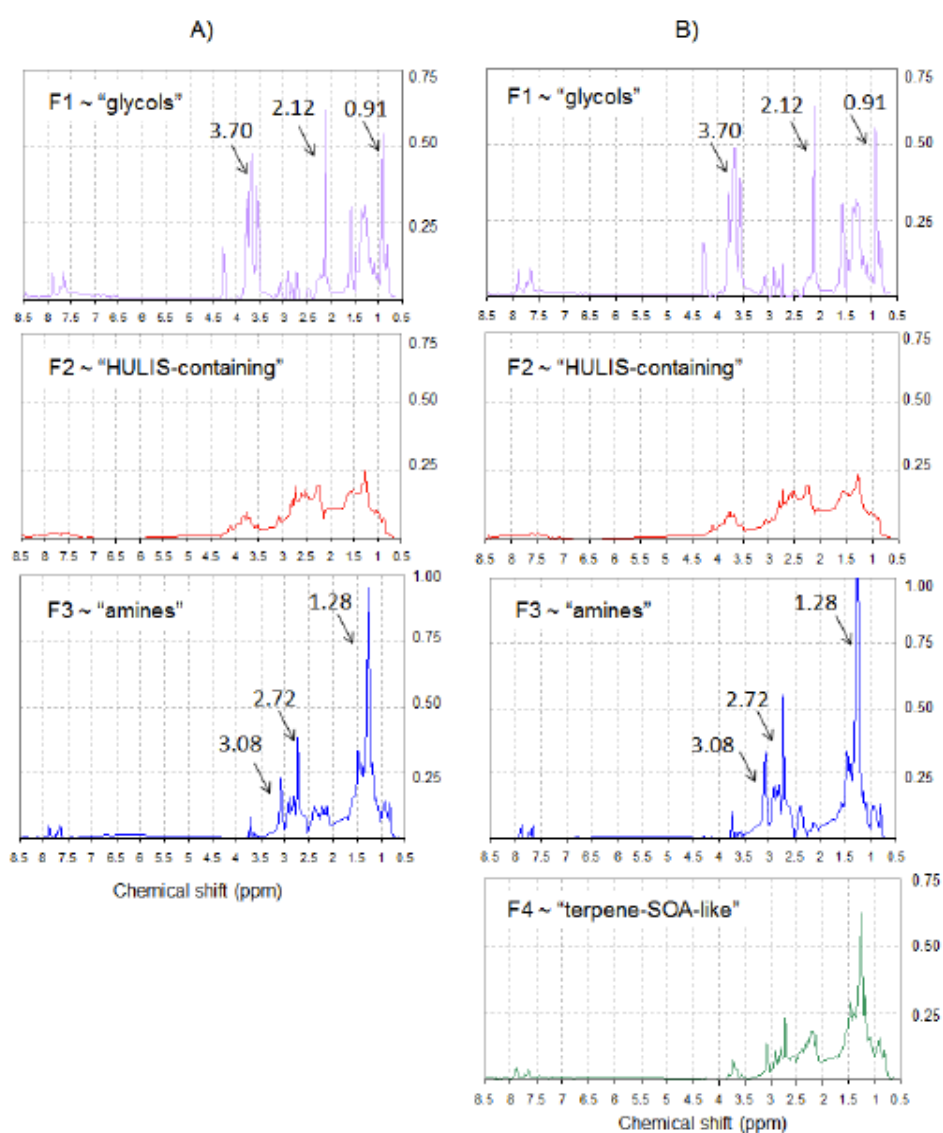 A)
F1 ~ “glycols”
3.70
2.12
0.91
0.75
0.50
0.25
8.5 8 7.5 7 6.5 6 5.5 5 4.5 4 3.5 3 2.5 2 1.5 1 0.5
F2 ~ “HULIS-containing”
0.75
0.50
0.25
8.5 8 7.5 7 6.5 6 5.5 5 4.5 4 3.5 3 2.5 2 1.5 1 0.5
F3 ~ “amines”
1.28
2.72
3.08
1.00
0.75
0.50
0.25
8.5 8 7.5 7 6.5 6 5.5 5 4.5 4 3.5 3 2.5 2 1.5 1 0.5
Chemical shift (ppm)
B)
F1 ~ “glycols”
3.70
2.12
0.91
0.75
0.50
0.25
8.5 8 7.5 7 6.5 6 5.5 5 4.5 4 3.5 3 2.5 2 1.5 1 0.5
F2 ~ “HULIS-containing”
0.75
0.50
0.25
8.5 8 7.5 7 6.5 6 5.5 5 4.5 4 3.5 3 2.5 2 1.5 1 0.5
F3 ~ “amines”
1.28
2.72
3.08
1.00
0.75
0.50
0.25
8.5 8 7.5 7 6.5 6 5.5 5 4.5 4 3.5 3 2.5 2 1.5 1 0.5
F4 ~ “terpene-SOA-like”
0.75
0.50
0.25
8.5 8 7.5 7 6.5 6 5.5 5 4.5 4 3.5 3 2.5 2 1.5 1 0.5
Chemical shift (ppm)